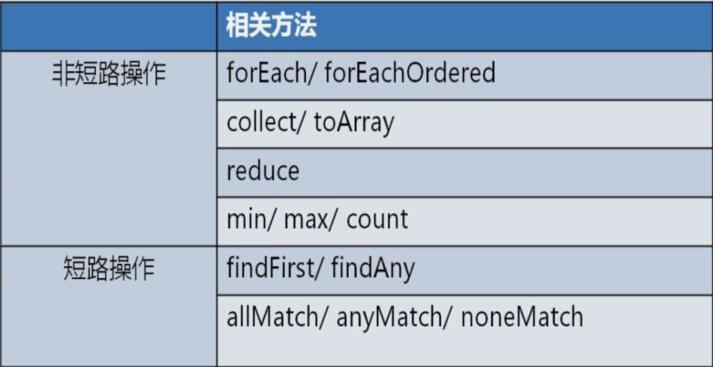 相关方法
非短路操作 forEach/ forEachOrdered
collect/ toArray
reduce
min/ max/ count
短路操作 findFirst/ findAny
allMatch/ anyMatch/ noneMatch